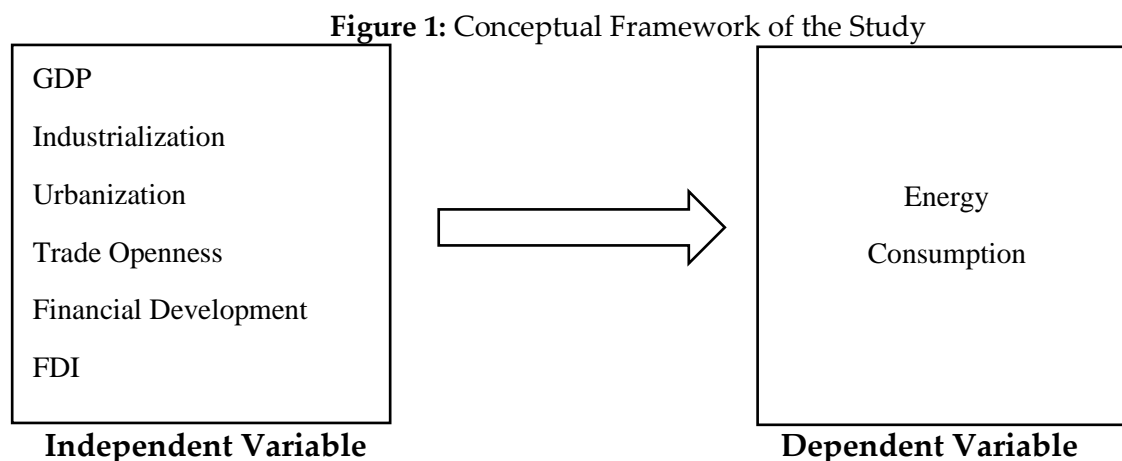 Figure 1: Conceptual Framework of the Study
GDP
Industrialization
Urbanization
Trade Openness
Financial Development
FDI
Energy
Consumption
Independent Variable
Dependent Variable